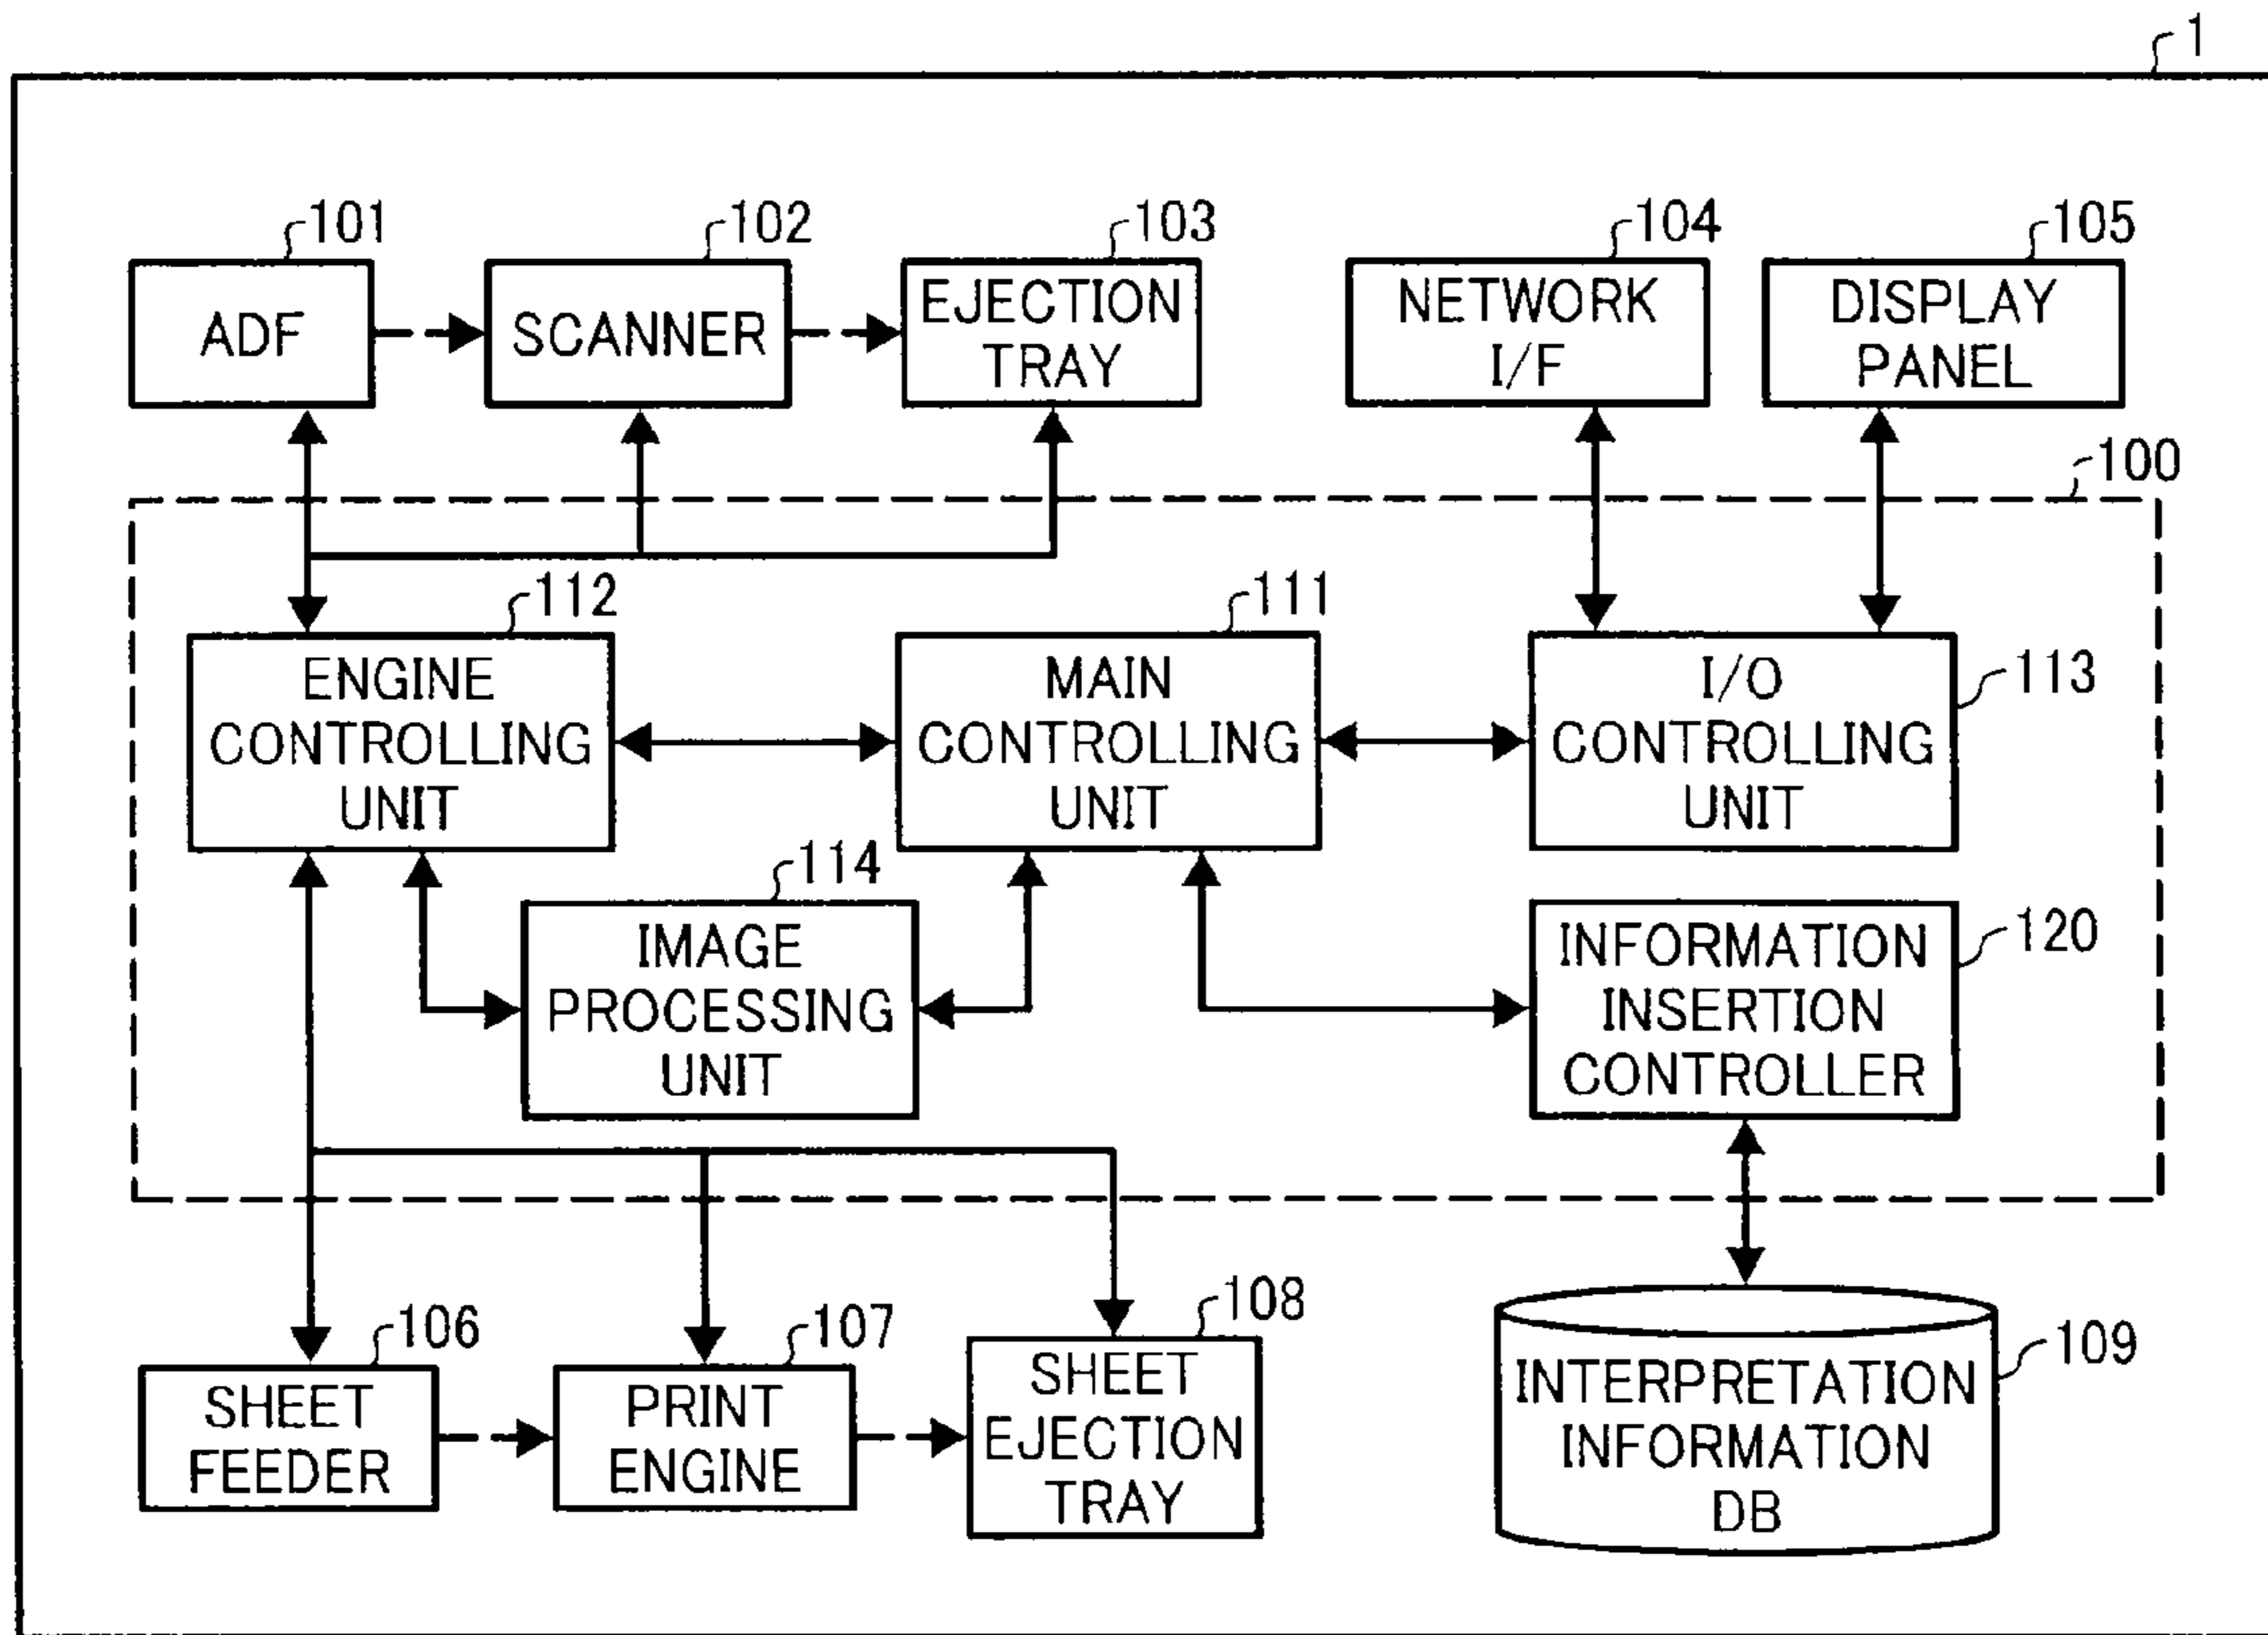 1
101
102
103
104
105
ADF
SCANNER
EJECTION
TRAY
NETWORK
I/F
DISPLAY
PANEL
100
112
111
113
ENGINE
CONTROLLING
UNIT
MAIN
CONTROLLING
UNIT
I/O
CONTROLLING
UNIT
114
120
IMAGE
PROCESSING
UNIT
INFORMATION
INSERTION
CONTROLLER
106
107
108
109
SHEET
FEEDER
PRINT
ENGINE
SHEET
EJECTION
TRAY
INTERPRETATION
INFORMATION
DB